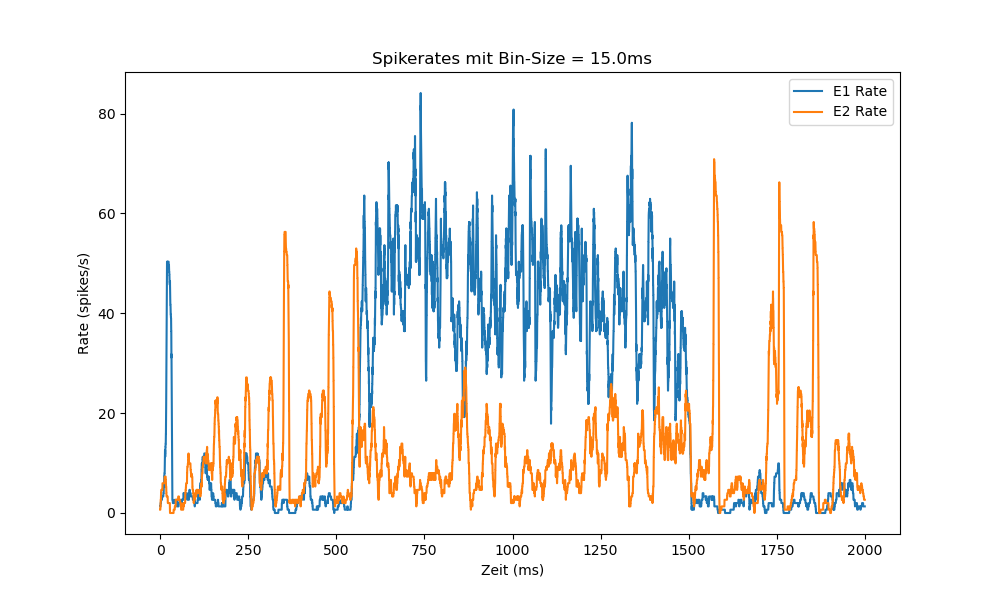 Spikerates mit Bin-Size = 15.0ms
E1 Rate
E2 Rate
80
60
40
20
0
Rate (spikes/s)
0 250 500 750 1000 1250 1500 1750 2000
Zeit (ms)